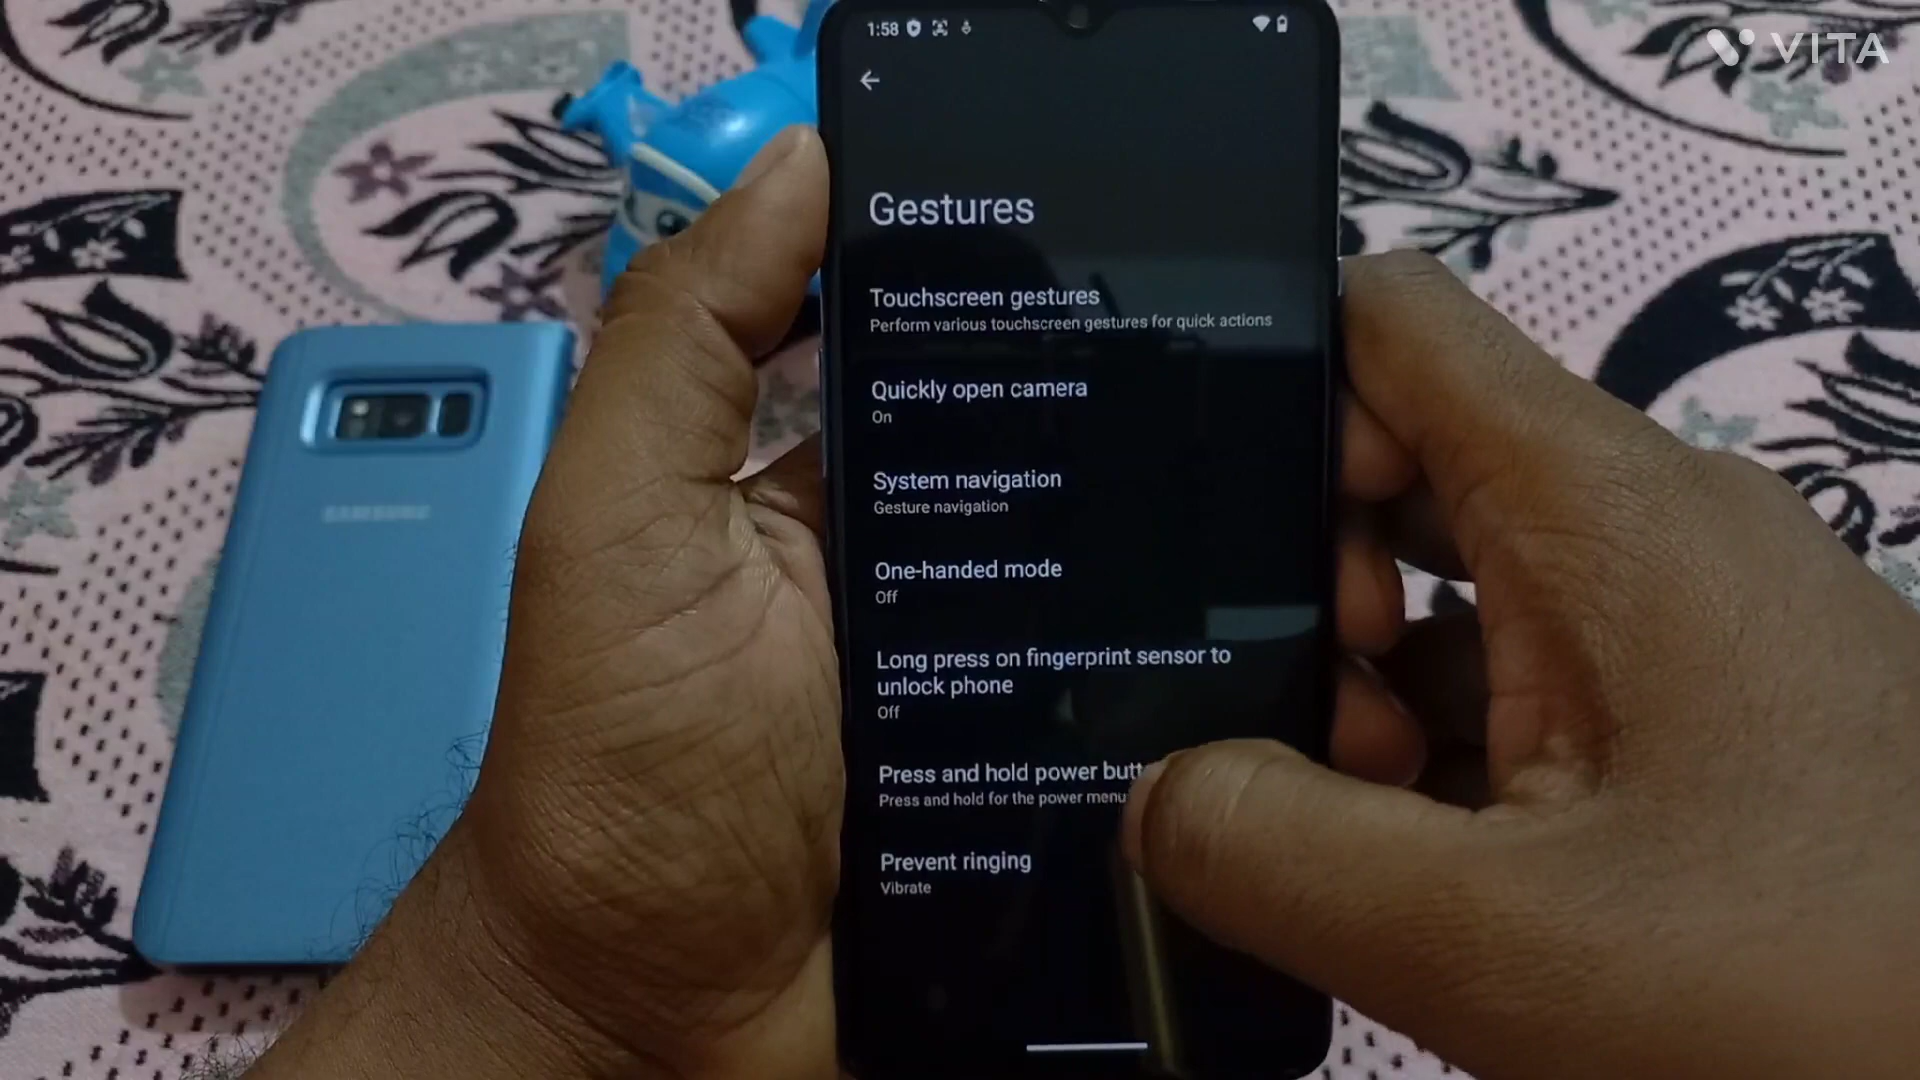 1:58
VITA
Gestures
Touchscreen gestures
Perform various touchscreen gestures for quick actions
Quickly open camera
On
System navigation
Gesture navigation
One-handed mode
Off
Long press on fingerprint sensor to
unlock phone
Off
Press and hold power butt
Press and hold for the power menu
Prevent ringing
Vibrate
SAMSUNG